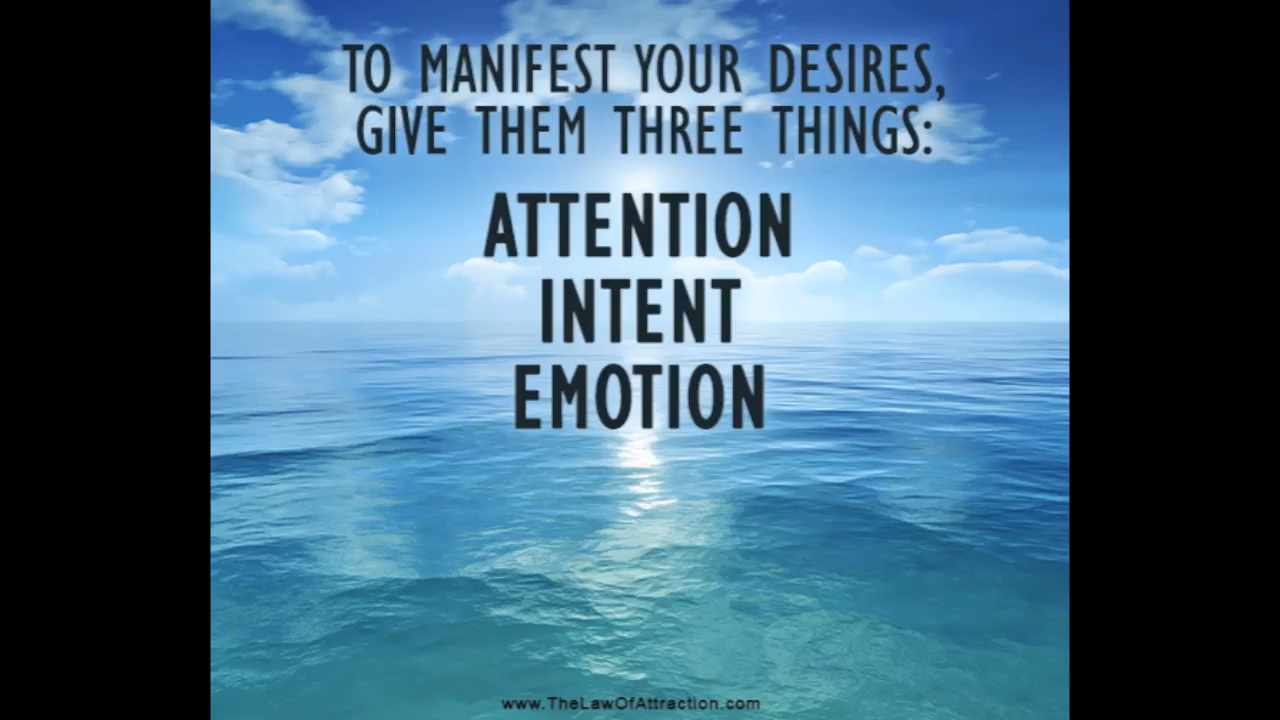 TO MANIFEST YOUR DESIRES,
GIVE THEM THREE THINGS:
ATTENTION
INTENT
EMOTION
www.TheLawOfAttraction.com